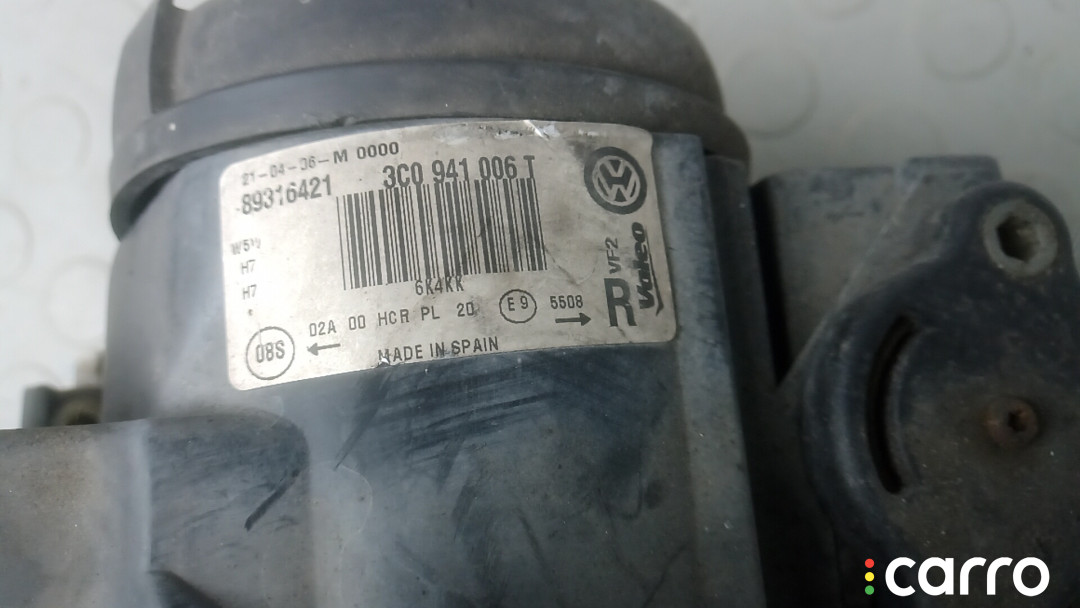 21-04-06-M 0000
89316421
3C0 941 006 T
W5W
H7
H7
6K4KK
VF2
Valeo
R
02A 00 HCR PL 20 E9 5508
08S
MADE IN SPAIN
carro